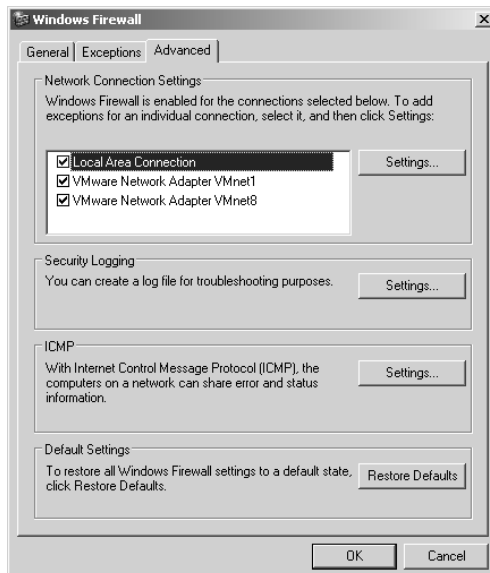 Windows Firewall
General Exceptions Advanced
Network Connection Settings
Windows Firewall is enabled for the connections selected below. To add
exceptions for an individual connection, select it, and then click Settings:
Local Area Connection
VMware Network Adapter VMnet1
VMware Network Adapter VMnet8
Settings...
Security Logging
You can create a log file for troubleshooting purposes.
Settings...
ICMP
With Internet Control Message Protocol (ICMP), the
computers on a network can share error and status
information.
Settings...
Default Settings
To restore all Windows Firewall settings to a default state,
click Restore Defaults.
Restore Defaults
OK Cancel